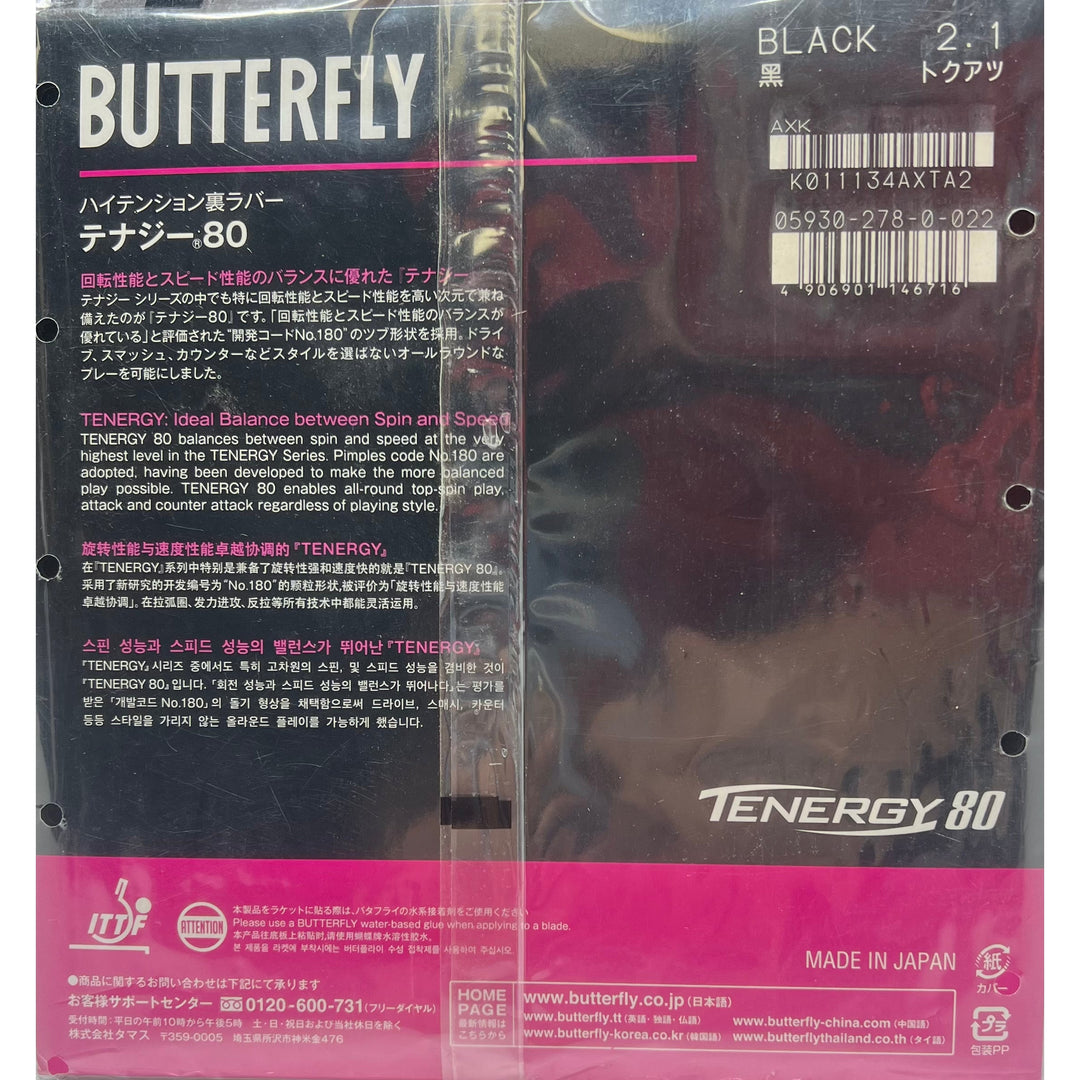 BUTTERFLY
BLACK 2.1
黒 トクアツ
AXK
K011134AXTA2
05930-278-0-022
4 906901 146716
ハイテンション裏ラバー
テナジー®80
回転性能とスピード性能のバランスに優れた『テナジー
テナジー シリーズの中でも特に回転性能とスピード性能を高い次元で兼ね
備えたのが『テナジー80』です。「回転性能とスピード性能のバランスが
優れている」と評価された“開発コードNo.180”のツブ形状を採用。ドライ
ブ、スマッシュ、カウンターなどスタイルを選ばないオールラウンドな
プレーを可能にしました。
TENERGY: Ideal Balance between Spin and Speed
TENERGY 80 balances between spin and speed at the very
highest level in the TENERGY Series. Pimples code No.180 are
adopted, having been developed to make the more balanced
play possible. TENERGY 80 enables all-round top-spin play,
attack and counter attack regardless of playing style.
旋转性能与速度性能卓越协调的『TENERGY』
在『TENERGY』系列中特别是兼备了旋转性强和速度快的就是『TENERGY 80』。
采用了新研究的开发编号为“No.180”的颗粒形状,被评价为「旋转性能与速度性能
卓越协调」。在拉弧圈、发力进攻、反拉等所有技术中都能灵活运用。
스핀 성능과 스피드 성능의 밸런스가 뛰어난 『TENERGY』
『TENERGY』시리즈 중에서도 특히 고차원의 스핀, 및 스피드 성능을 겸비한 것이
『TENERGY 80』입니다. 「회전 성능과 스피드 성능의 밸런스가 뛰어나다」는 평가를
받은 「개발코드 No.180」의 돌기 형상을 채택함으로써 드라이브, 스매시, 카운터
등등 스타일을 가리지 않는 올라운드 플레이를 가능하게 했습니다.
TENERGY 80
ITTF
ATTENTION
本製品をラケットに貼る際は、バタフライの水系接着剤をご使用ください
Please use a BUTTERFLY water-based glue when applying to a blade.
本产品往底板上粘贴时,请使用蝴蝶牌水溶性胶水。
본 제품을 라켓에 부착시에는 버터플라이 수성 접착제를 사용하여 주십시오.
MADE IN JAPAN
紙
カバー
●商品に関するお問い合わせは下記にて承ります
お客様サポートセンター 0120-600-731(フリーダイヤル)
受付時間:平日の午前10時から午後5時 土・日・祝日および当社休日を除く
株式会社タマス 〒359-0005 埼玉県所沢市神米金476
HOME PAGE
最新情報は
こちらから
www.butterfly.co.jp(日本語)
www.butterfly.tt(英語・独語・仏語) www.butterfly-china.com(中国語)
www.butterfly-korea.co.kr(韓国語) www.butterflythailand.co.th(タイ語)
プラ
包装PP